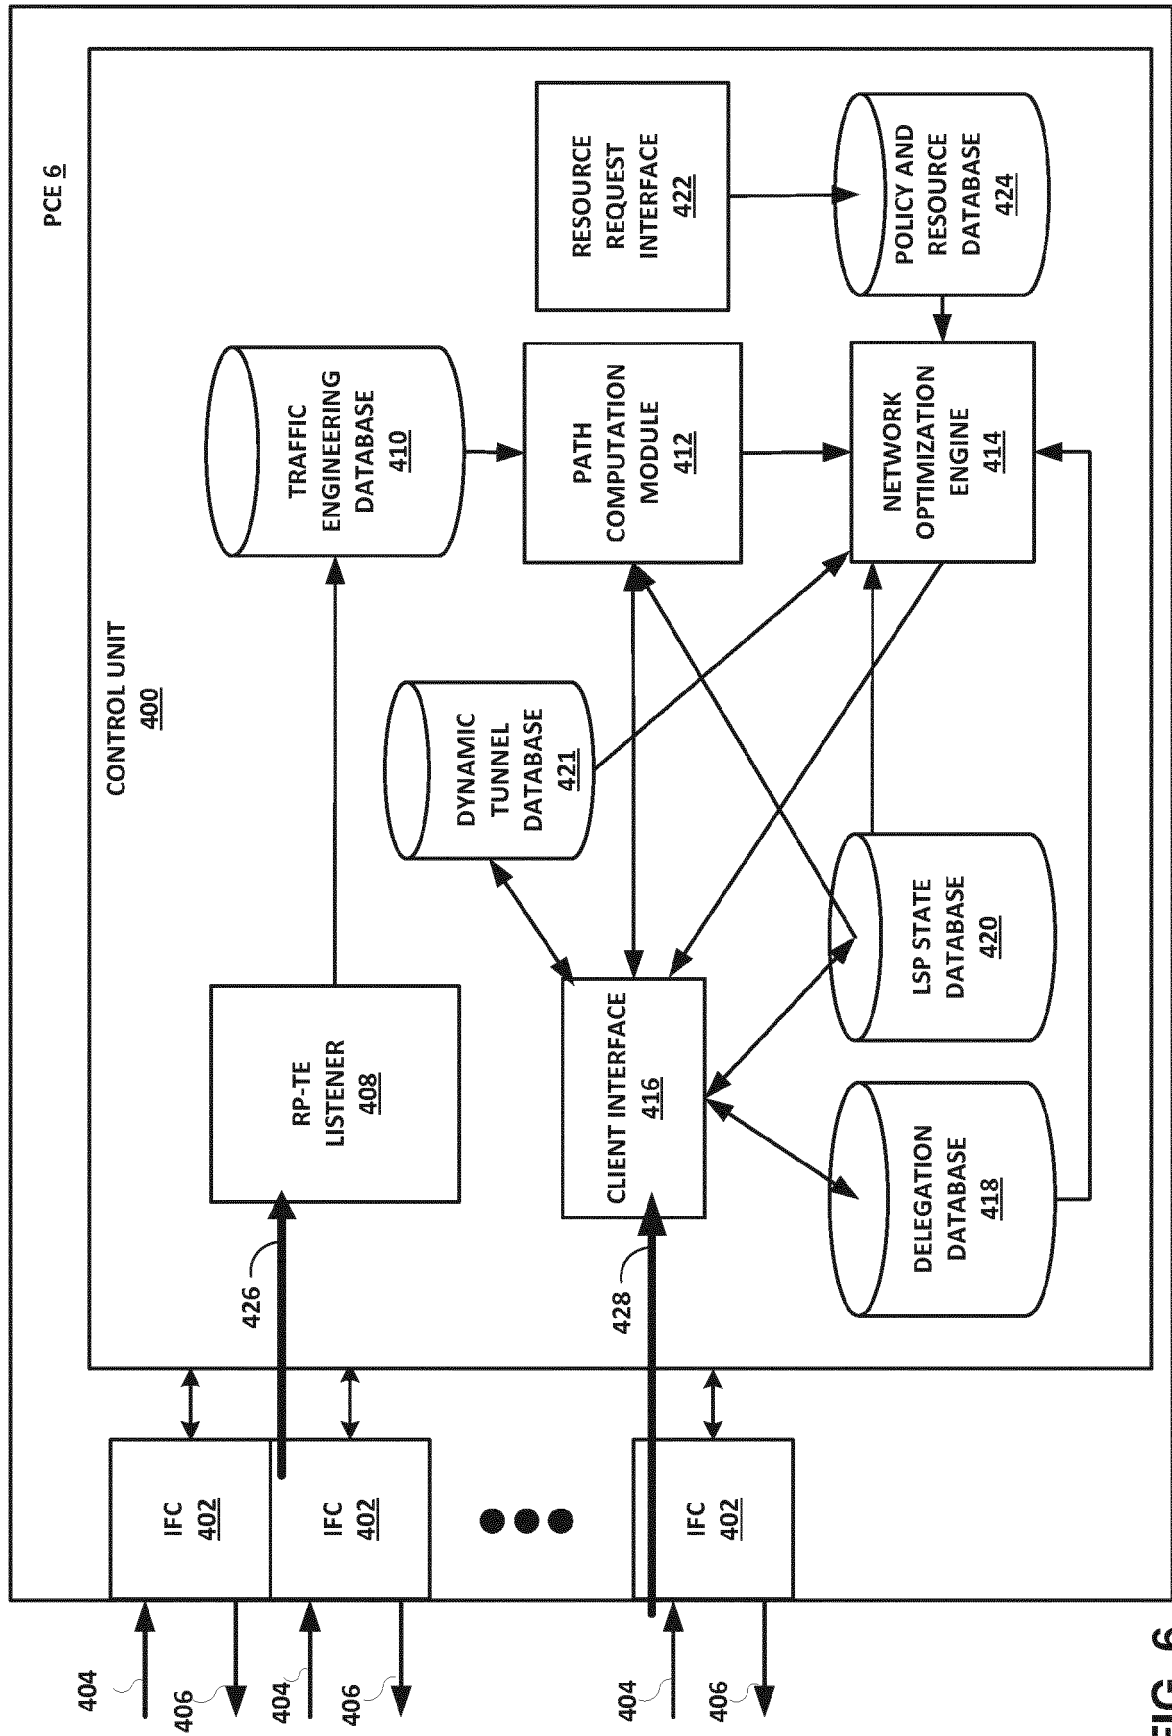 PCE 6
CONTROL UNIT
400
404
406
404
406
404
406
IFC
402
IFC
402
IFC
402
426
428
RP-TE
LISTENER
408
TRAFFIC
ENGINEERING
DATABASE
410
DYNAMIC
TUNNEL
DATABASE
421
CLIENT INTERFACE
416
PATH
COMPUTATION
MODULE
412
RESOURCE
REQUEST
INTERFACE
422
DELEGATION
DATABASE
418
LSP STATE
DATABASE
420
NETWORK
OPTIMIZATION
ENGINE
414
POLICY AND
RESOURCE
DATABASE
424